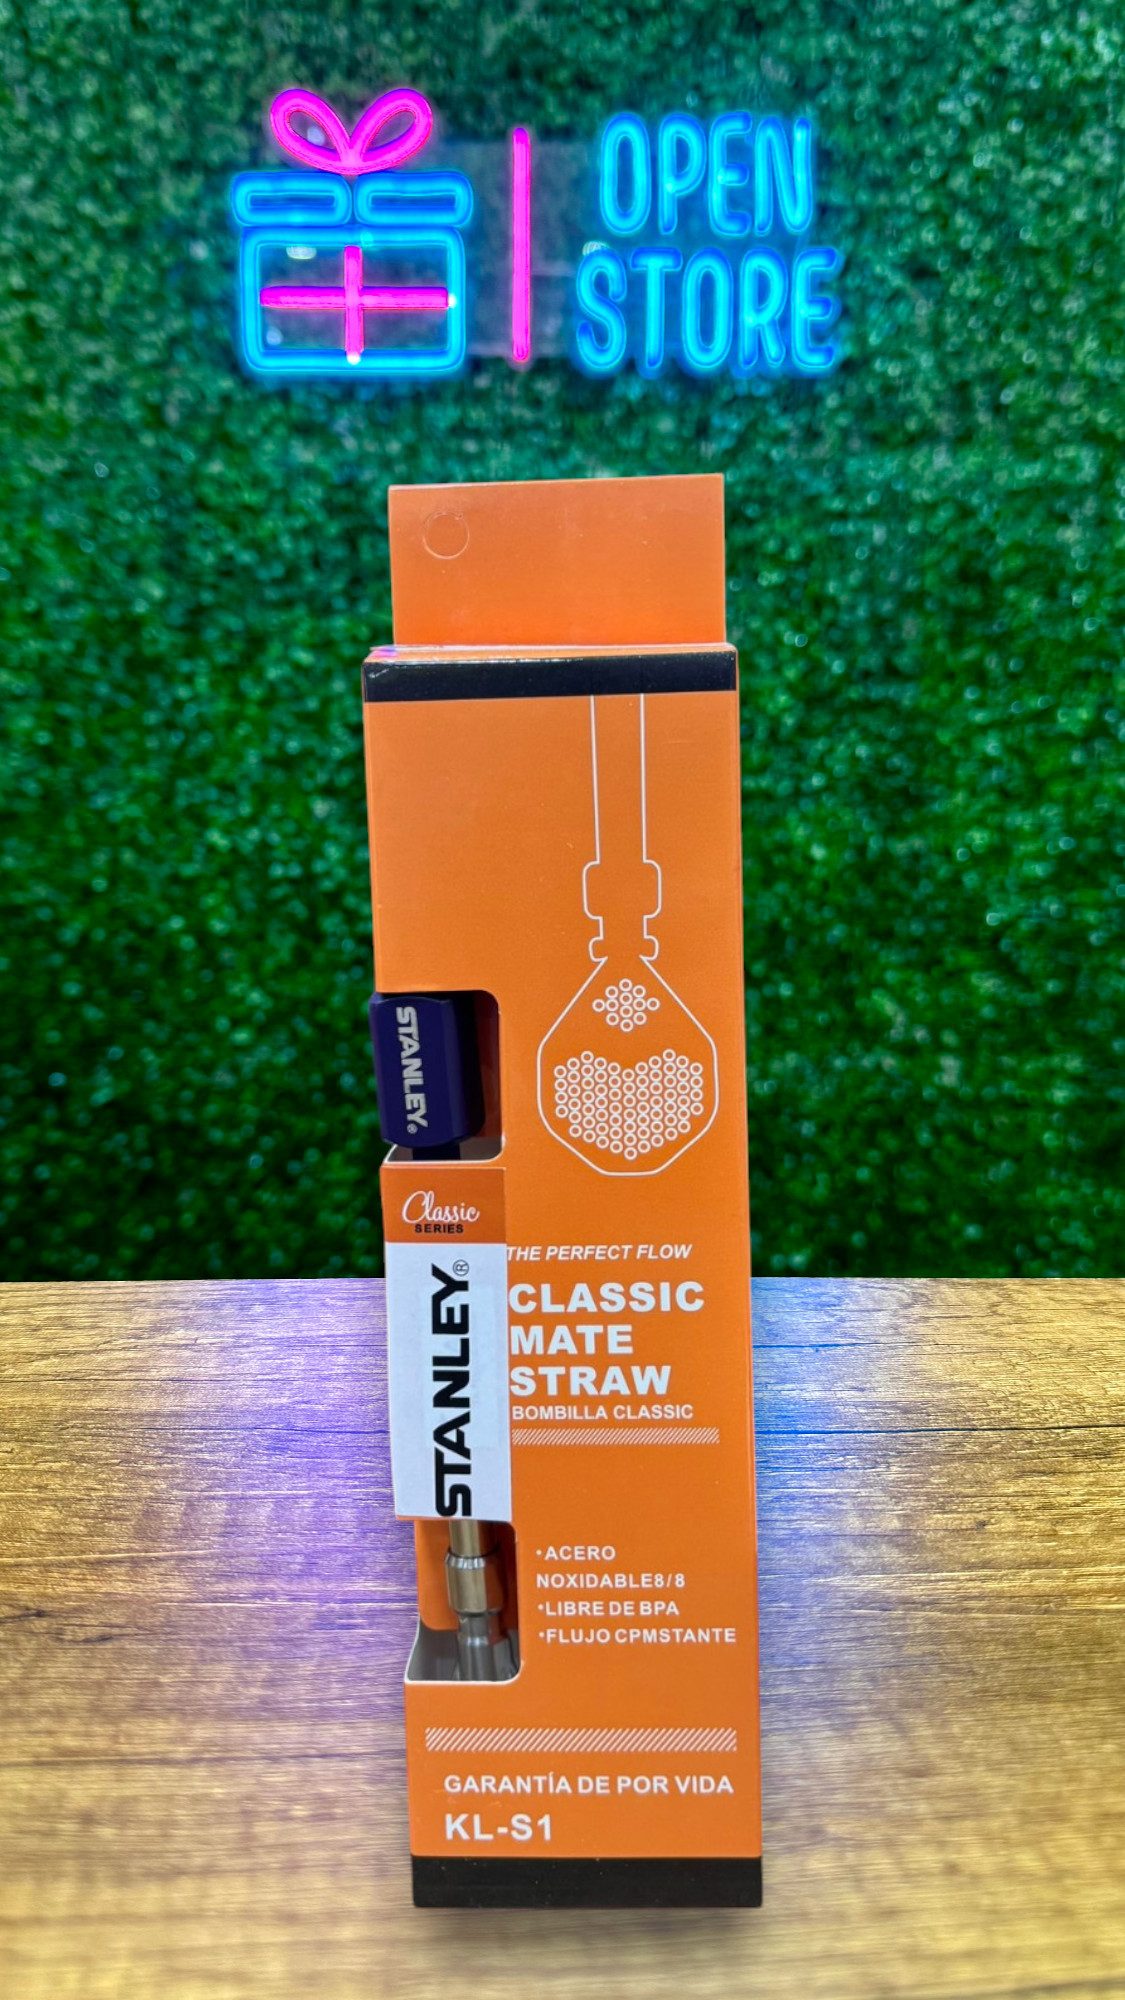 OPEN
STORE
STANLEY®
Classic
SERIES
STANLEY®
THE PERFECT FLOW
CLASSIC
MATE
STRAW
BOMBILLA CLASSIC
•ACERO
NOXIDABLE8/8
•LIBRE DE BPA
•FLUJO CPMSTANTE
GARANTÍA DE POR VIDA
KL-S1